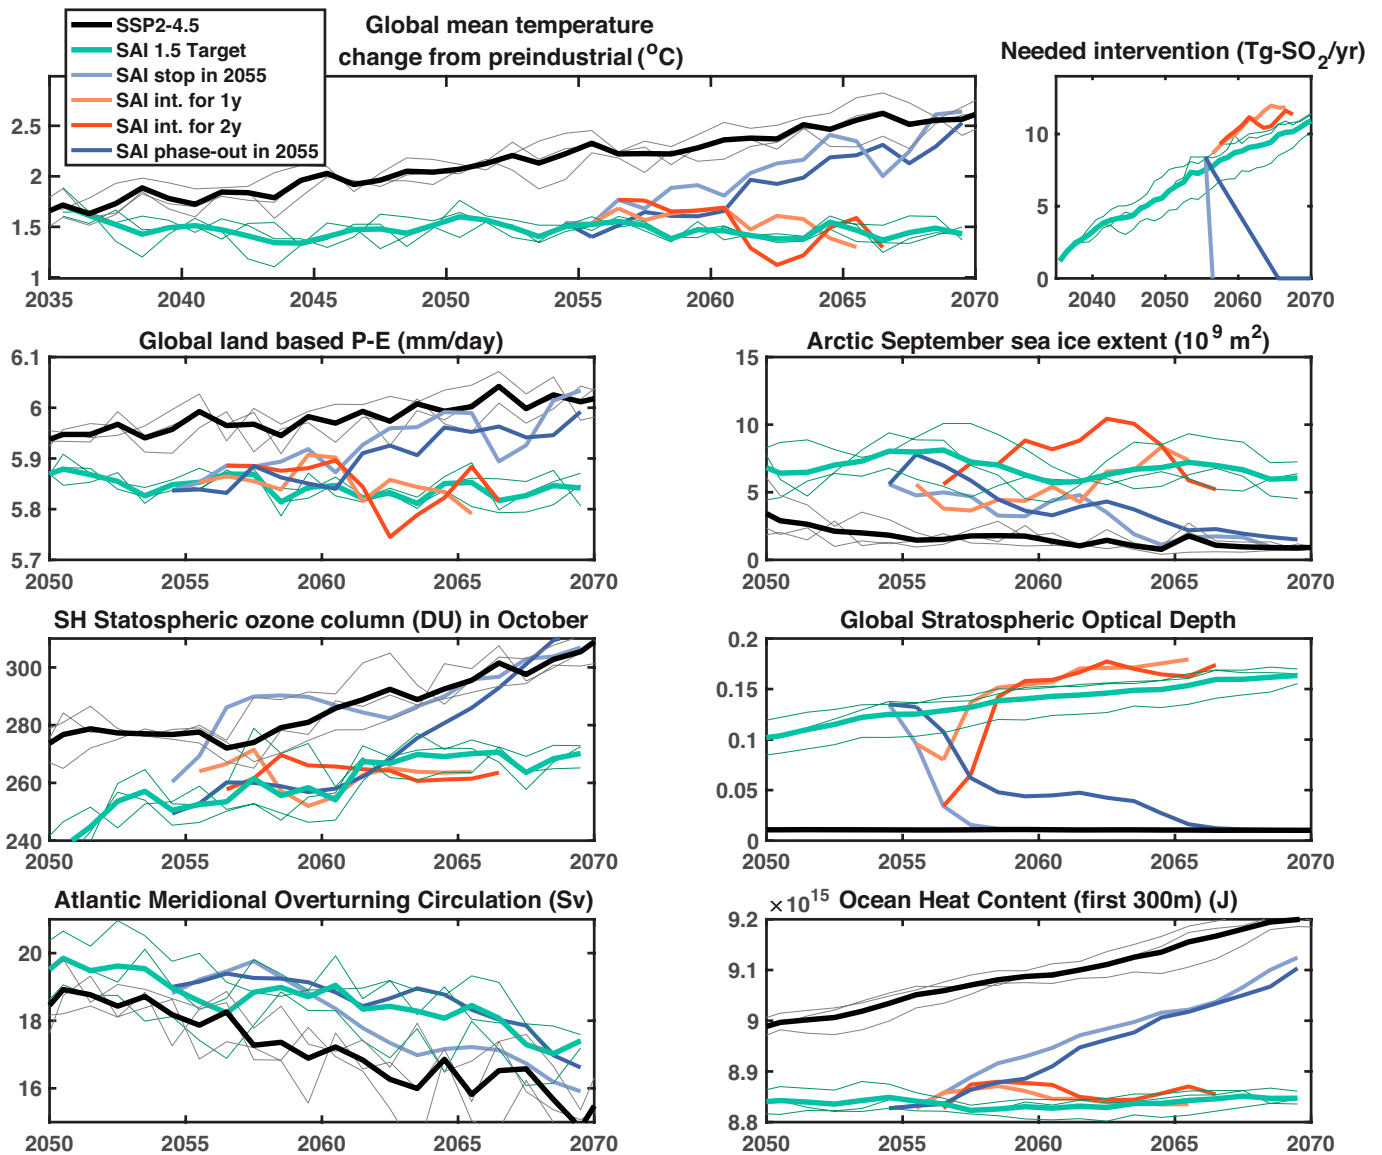 SSP2-4.5
SAI 1.5 Target
SAI stop in 2055
SAI int. for 1y
SAI int. for 2y
SAI phase-out in 2055
Global mean temperature
change from preindustrial (°C)
2.5
2
1.5
1
2035 2040 2045 2050 2055 2060 2065 2070
Needed intervention (Tg-SO2/yr)
10
5
0
2040 2050 2060 2070
Global land based P-E (mm/day)
6.1
6
5.9
5.8
5.7
2050 2055 2060 2065 2070
Arctic September sea ice extent (10⁹ m²)
15
10
5
0
2050 2055 2060 2065 2070
SH Statospheric ozone column (DU) in October
300
280
260
240
2050 2055 2060 2065 2070
Global Stratospheric Optical Depth
0.2
0.15
0.1
0.05
0
2050 2055 2060 2065 2070
Atlantic Meridional Overturning Circulation (Sv)
20
18
16
2050 2055 2060 2065 2070
×10¹⁵ Ocean Heat Content (first 300m) (J)
9.2
9.1
9
8.9
8.8
2050 2055 2060 2065 2070